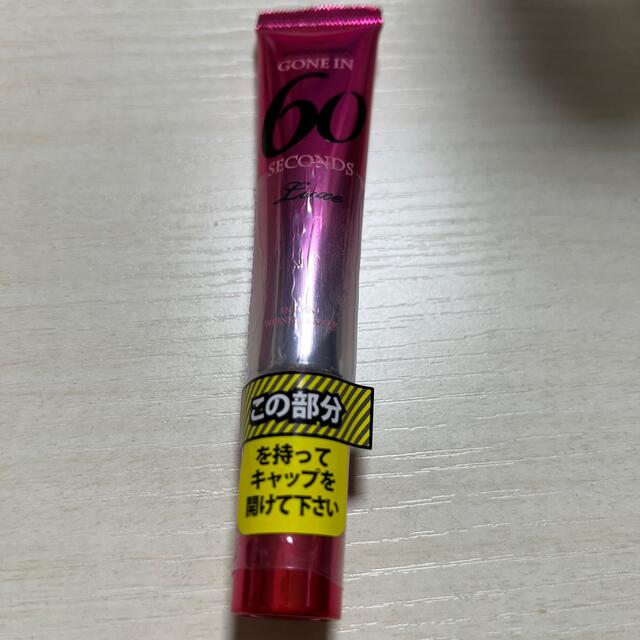 GONE IN
60
SECONDS
Luxe
この部分
を持って
キャップを
開けて下さい